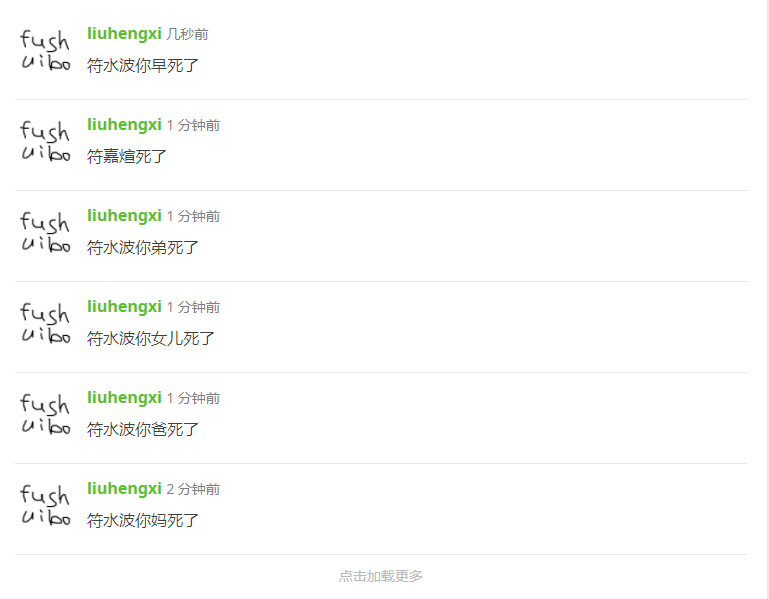 fush
uibo
liuhengxi 几秒前
符水波你早死了
fush
uibo
liuhengxi 1 分钟前
符嘉煊死了
fush
uibo
liuhengxi 1 分钟前
符水波你弟死了
fush
uibo
liuhengxi 1 分钟前
符水波你女儿死了
fush
uibo
liuhengxi 1 分钟前
符水波你爸死了
fush
uibo
liuhengxi 2 分钟前
符水波你妈死了
点击加载更多